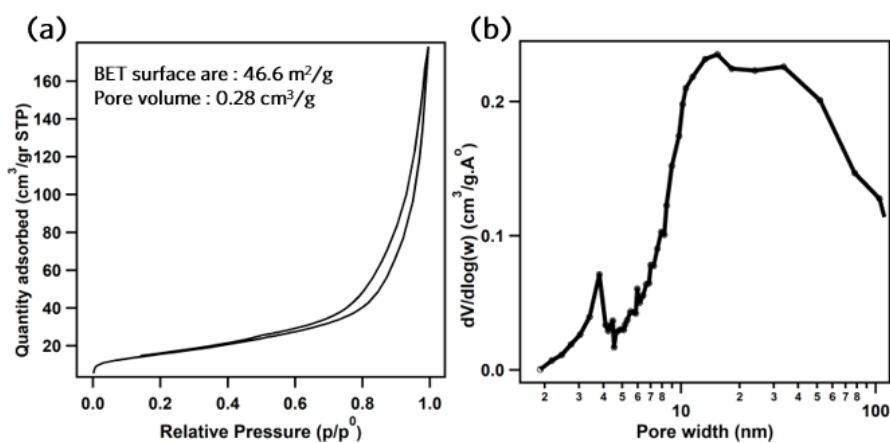 (a)
BET surface are : 46.6 m²/g
Pore volume : 0.28 cm³/g
Quantity adsorbed (cm³/gr STP)
160
140
120
100
80
60
40
20
0.0 0.2 0.4 0.6 0.8 1.0
Relative Pressure (p/p⁰)
(b)
dV/dlog(w) (cm³/g.A°)
0.2
0.1
0.0
2 3 4 5 6 7 8 10 2 3 4 5 6 7 8 100
Pore width (nm)